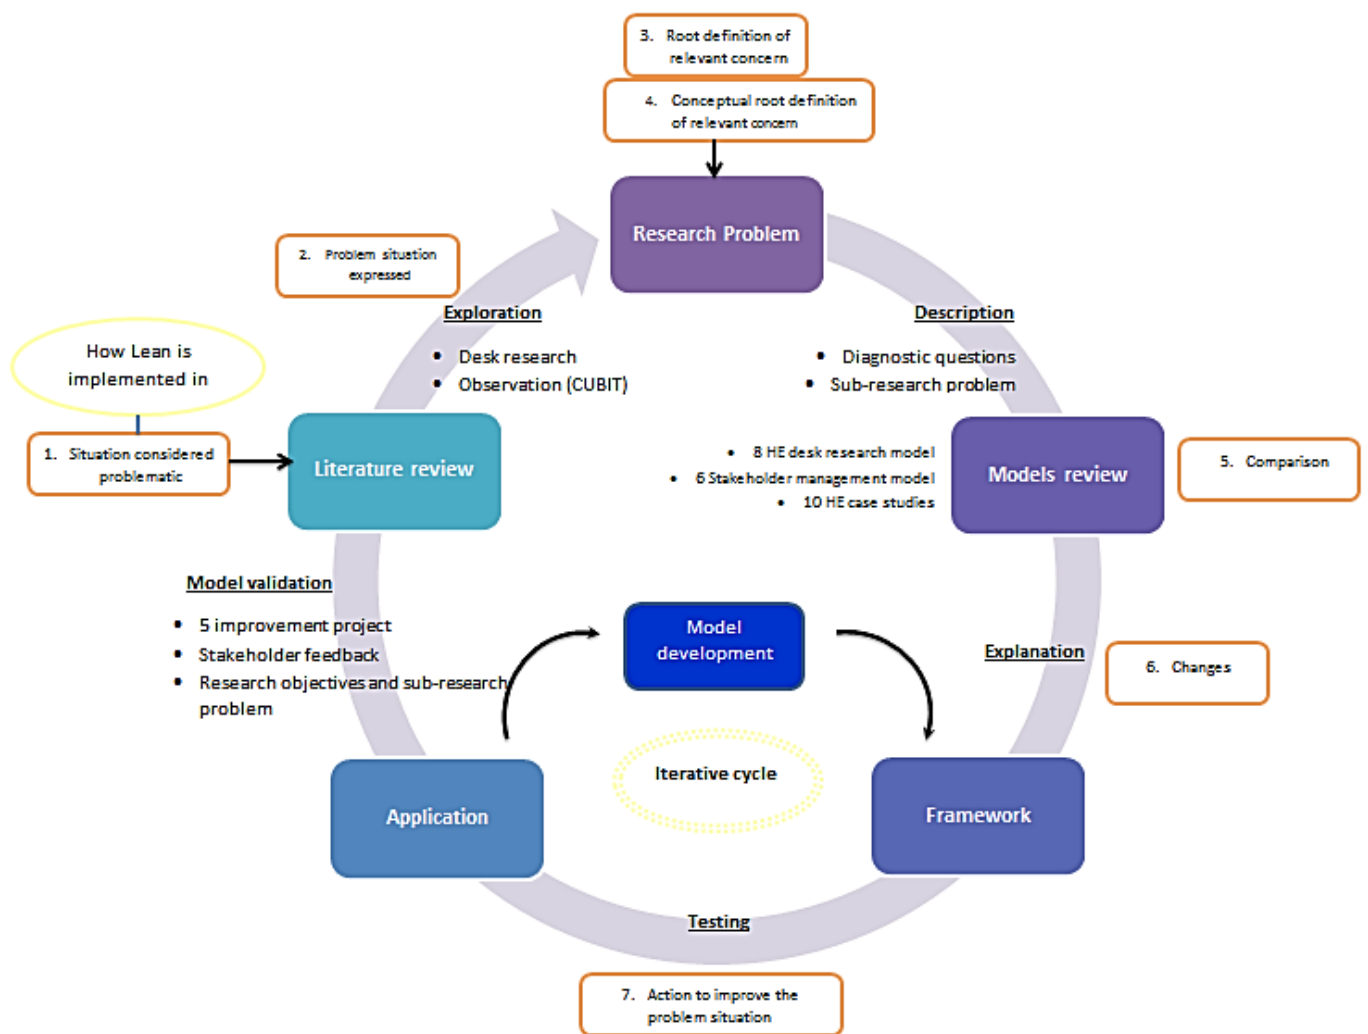 3. Root definition of
relevant concern
4. Conceptual root definition
of relevant concern
Research Problem
2. Problem situation
expressed
Exploration
• Desk research
• Observation (CUBIT)
Description
• Diagnostic questions
• Sub-research problem
How Lean is
implemented in
1. Situation considered
problematic
Literature review
• 8 HE desk research model
• 6 Stakeholder management model
• 10 HE case studies
Models review
5. Comparison
Model validation
• 5 improvement project
• Stakeholder feedback
• Research objectives and sub-research
problem
Model
development
Explanation
6. Changes
Iterative cycle
Application
Framework
Testing
7. Action to improve the
problem situation